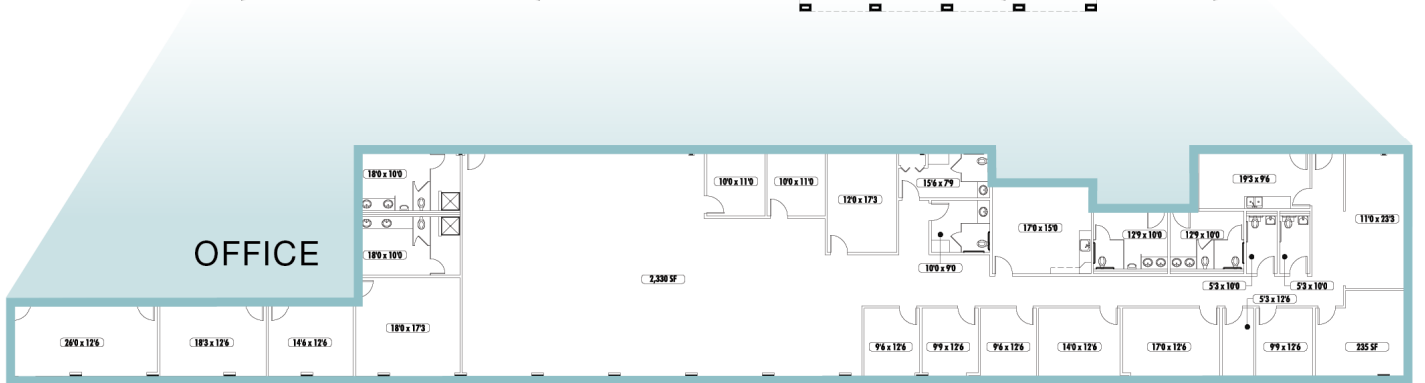 18'0 x 10'0
10'0 x 11'0
10'0 x 11'0
12'0 x 17'3
15'6 x 7'9
19'3 x 9'6
11'0 x 23'3
17'0 x 15'0
12'9 x 10'0
12'9 x 10'0
OFFICE
18'0 x 10'0
10'0 x 9'0
2,330 SF
5'3 x 10'0
5'3 x 10'0
5'3 x 12'6
18'0 x 17'3
26'0 x 12'6
18'3 x 12'6
14'6 x 12'6
9'6 x 12'6
9'9 x 12'6
9'6 x 12'6
14'0 x 12'6
17'0 x 12'6
9'9 x 12'6
235 SF